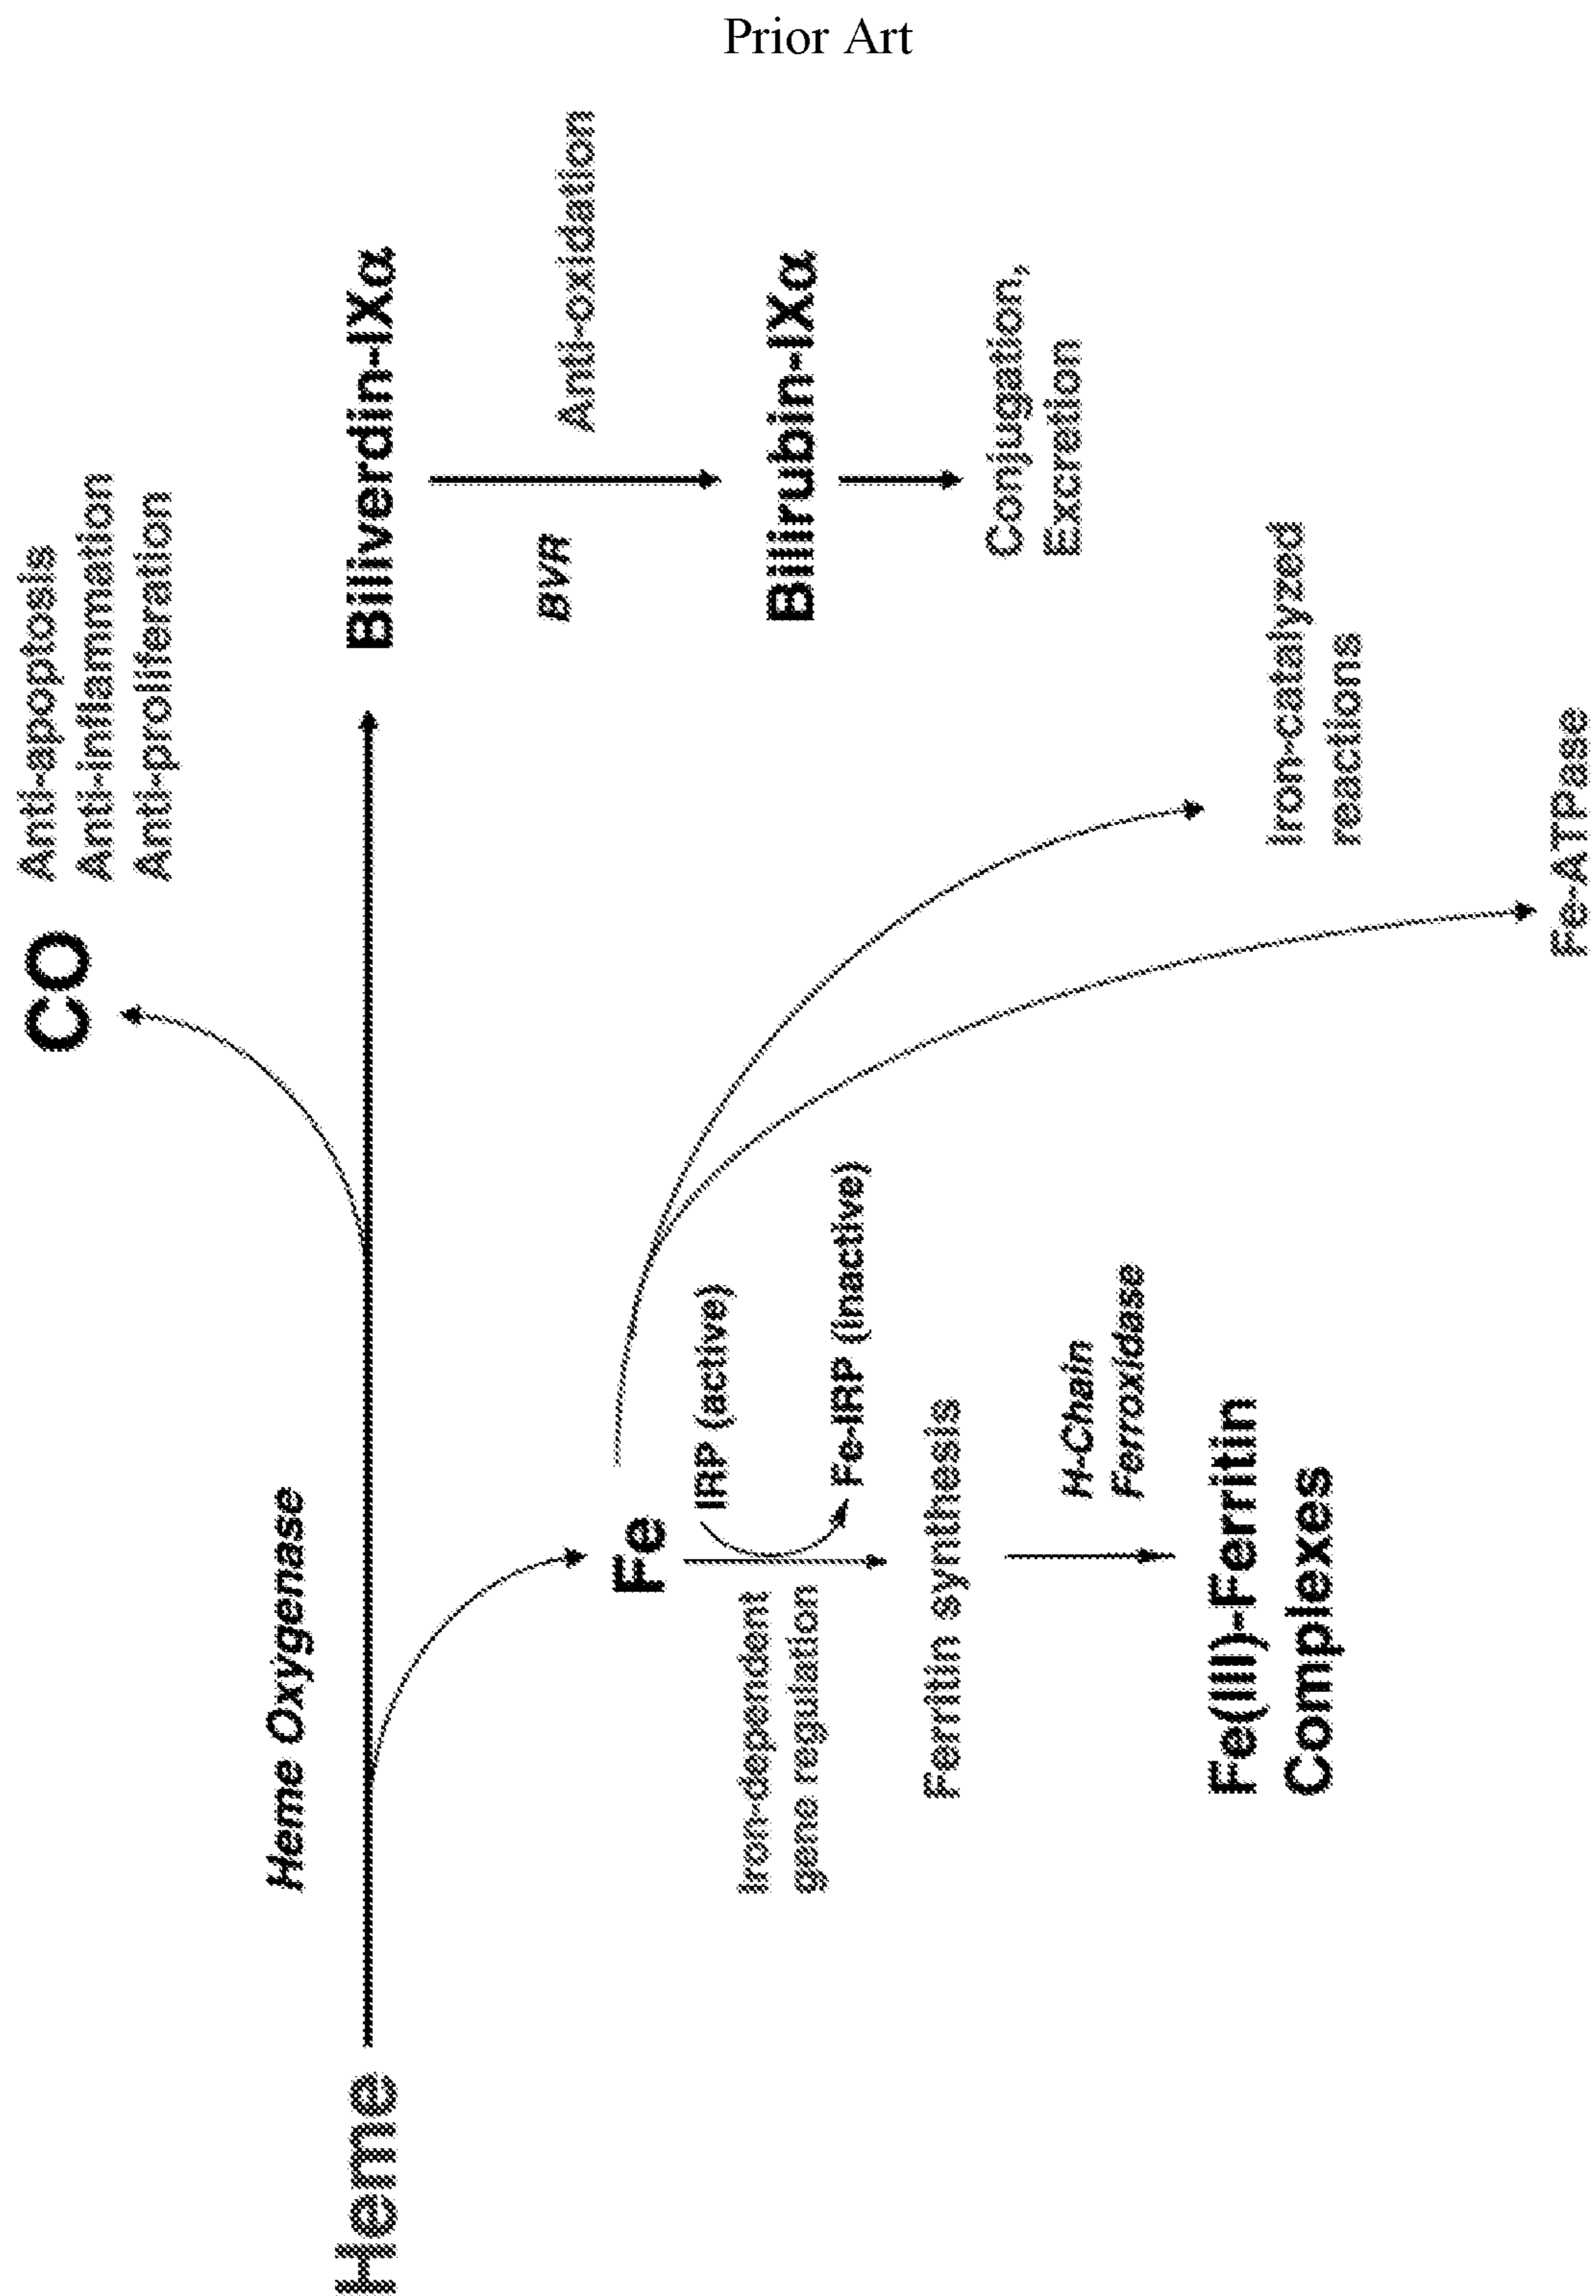 Prior Art
Heme
Heme Oxygenase
CO
Anti-apoptosis
Anti-inflammation
Anti-proliferation
Biliverdin-IXα
BVR
Anti-oxidation
Bilirubin-IXα
Conjugation,
Excretion
Fe
IRP (active)
Fe-IRP (inactive)
Iron-dependent
gene regulation
Ferritin synthesis
H-Chain
Ferroxidase
Fe(III)-Ferritin
Complexes
Iron-catalyzed
reactions
Fe-ATPase